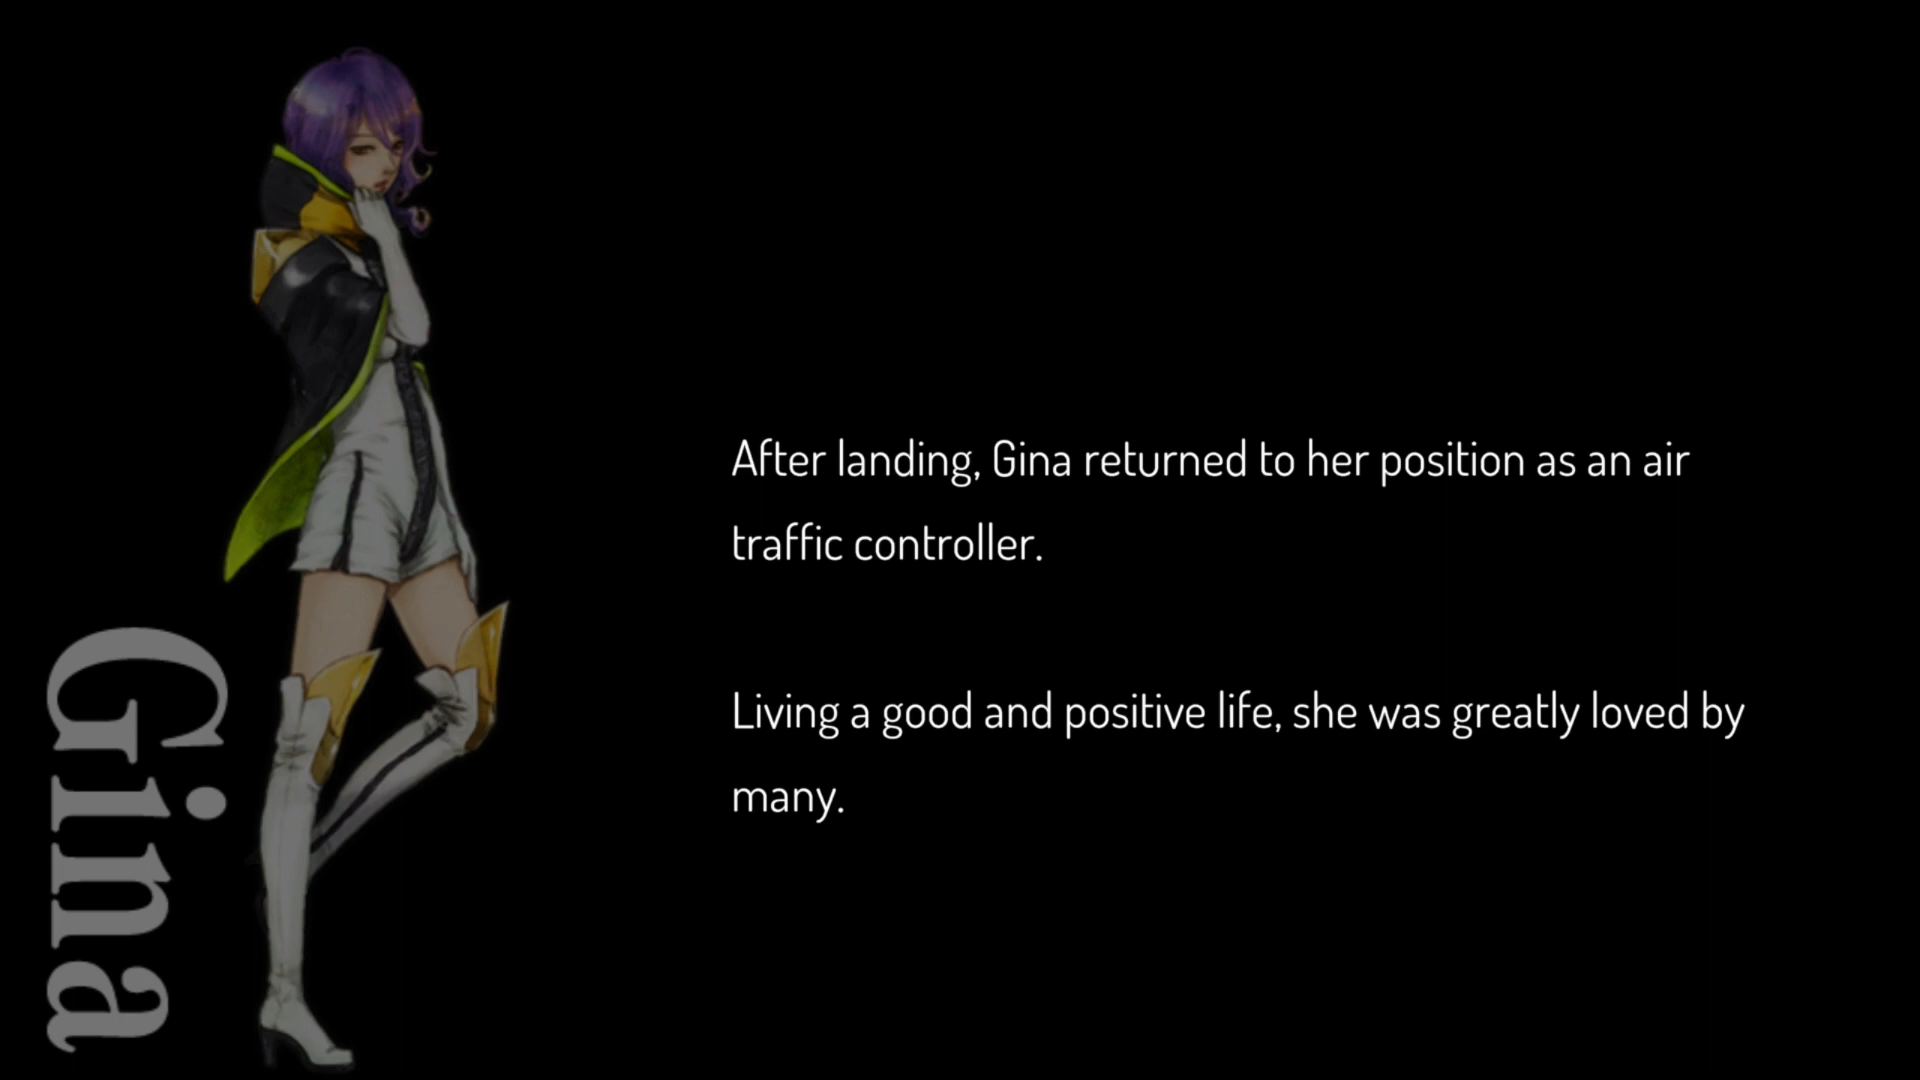 Gina
After landing, Gina returned to her position as an air
traffic controller.
Living a good and positive life, she was greatly loved by
many.